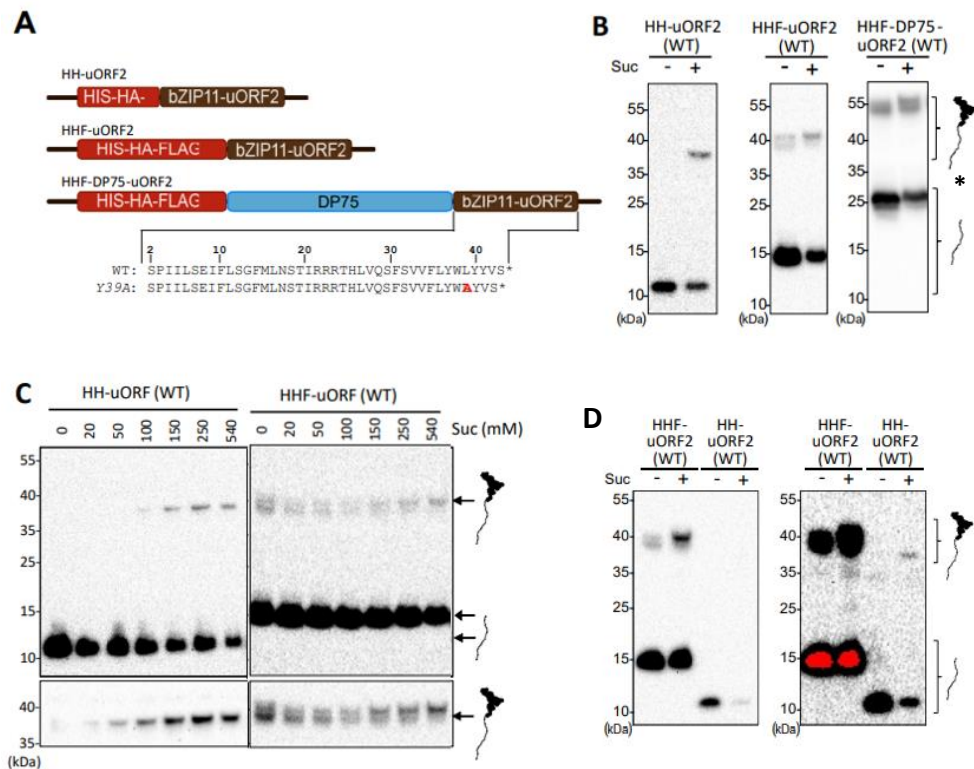 A
HH-uORF2
HIS-HA-
bZIP11-uORF2
HHF-uORF2
HIS-HA-FLAG
bZIP11-uORF2
HHF-DP75-uORF2
HIS-HA-FLAG
DP75
bZIP11-uORF2
2 10 20 30 40
WT: SPIILSEIFLSGFMLNSTIRRRTHLVQSFSVVFLYWLYYVS*
Y39A: SPIILSEIFLSGFMLNSTIRRRTHLVQSFSVVFLYWAYYVS*
B
HH-uORF2
(WT)
HHF-uORF2
(WT)
HHF-DP75-
uORF2 (WT)
Suc - + - + - +
55
40
35
25
15
10
(kDa)
55
40
35
25
15
10
(kDa)
55
40
35
25
15
10
(kDa)
*
C
HH-uORF (WT)
HHF-uORF (WT)
0 20 50 100 150 250 540
0 20 50 100 150 250 540
Suc (mM)
55
40
35
25
15
10
40
35
(kDa)
D
HHF-
uORF2
(WT)
HH-
uORF2
(WT)
HHF-
uORF2
(WT)
HH-
uORF2
(WT)
Suc - + - + - + - +
55
40
35
25
15
10
(kDa)
55
40
35
25
15
10
(kDa)